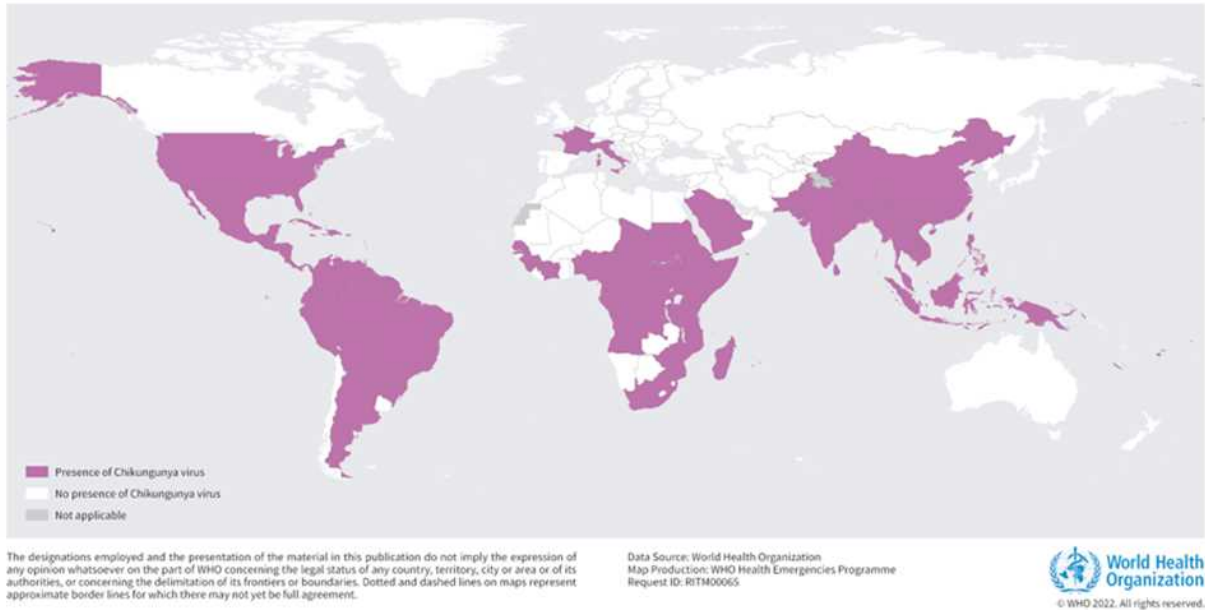 Presence of Chikungunya virus
No presence of Chikungunya virus
Not applicable
The designations employed and the presentation of the material in this publication do not imply the expression of
any opinion whatsoever on the part of WHO concerning the legal status of any country, territory, city or area or of its
authorities, or concerning the delimitation of its frontiers or boundaries. Dotted and dashed lines on maps represent
approximate border lines for which there may not yet be full agreement.
Data Source: World Health Organization
Map Production: WHO Health Emergencies Programme
Request ID: RITM00065
World Health
Organization
© WHO 2022. All rights reserved.